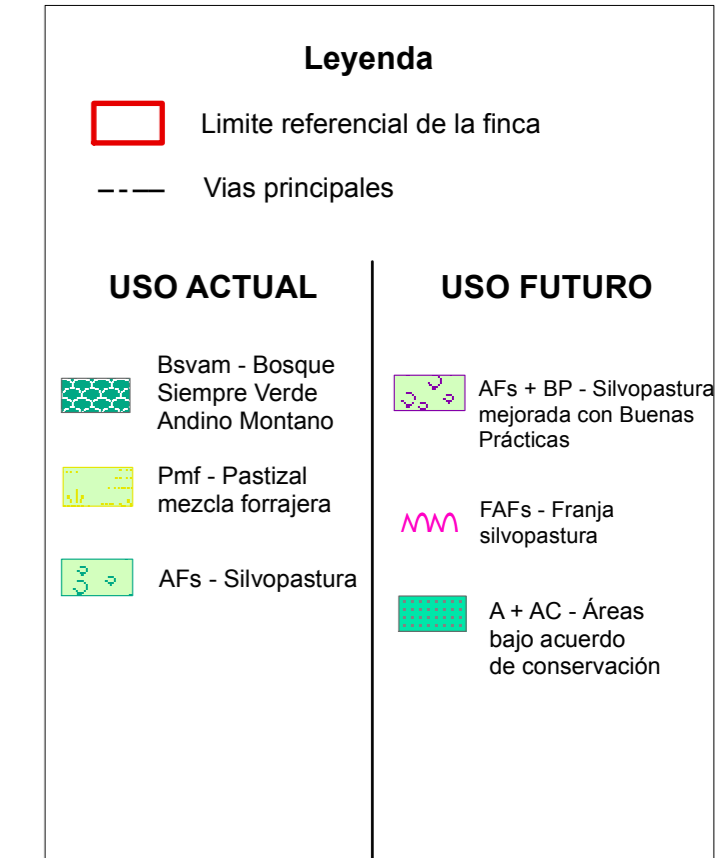 Leyenda
Limite referencial de la finca
Vias principales
USO ACTUAL
Bsvam - Bosque
Siempre Verde
Andino Montano
Pmf - Pastizal
mezcla forrajera
AFs - Silvopastura
USO FUTURO
AFs + BP - Silvopastura
mejorada con Buenas
Prácticas
FAFs - Franja
silvopastura
A + AC - Áreas
bajo acuerdo
de conservación